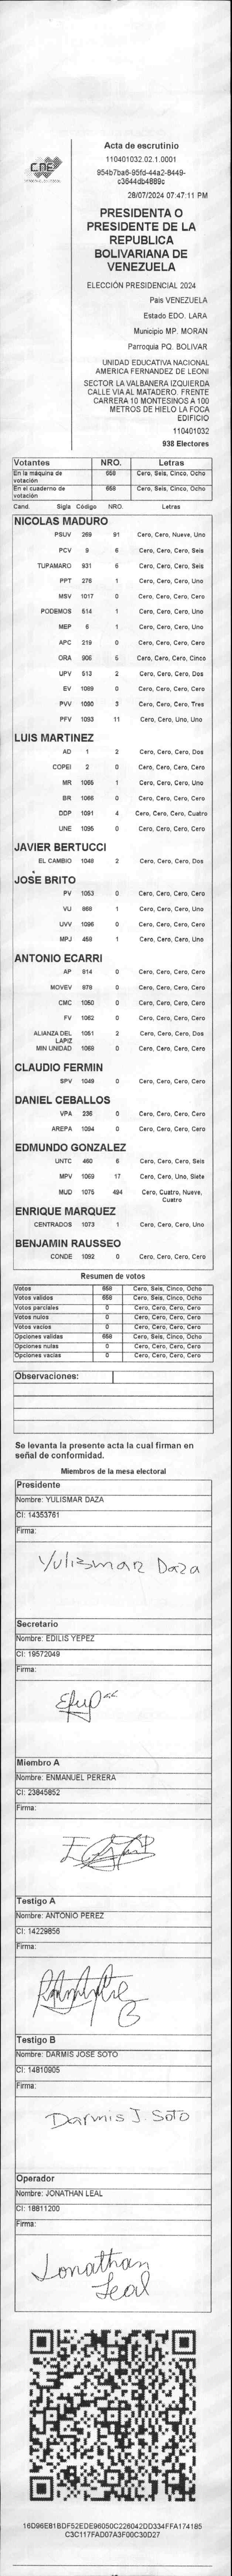 CNE
Acta de escrutinio
110401032.02.1.0001
954b7ba6-95fd-44a2-8449-
c3644db4889c
28/07/2024 07:47:11 PM
PRESIDENTA O
PRESIDENTE DE LA
REPUBLICA
BOLIVARIANA DE
VENEZUELA
ELECCIÓN PRESIDENCIAL 2024
Pais VENEZUELA
Estado EDO. LARA
Municipio MP. MORAN
Parroquia PQ. BOLIVAR
UNIDAD EDUCATIVA NACIONAL
AMERICA FERNANDEZ DE LEONI
SECTOR LA VALBANERA IZQUIERDA
CALLE VIA AL MATADERO. FRENTE
CARRERA 10 MONTESINOS A 100
METROS DE HIELO LA FOCA
EDIFICIO
110401032
938 Electores
Votantes NRO. Letras
En la máquina de votación 658 Cero, Seis, Cinco, Ocho
En el cuaderno de votación 658 Cero, Seis, Cinco, Ocho
Cand. Sigla Código NRO. Letras
NICOLAS MADURO
PSUV 269 91 Cero, Cero, Nueve, Uno
PCV 9 6 Cero, Cero, Cero, Seis
TUPAMARO 931 6 Cero, Cero, Cero, Seis
PPT 276 1 Cero, Cero, Cero, Uno
MSV 1017 0 Cero, Cero, Cero, Cero
PODEMOS 514 1 Cero, Cero, Cero, Uno
MEP 6 1 Cero, Cero, Cero, Uno
APC 219 0 Cero, Cero, Cero, Cero
ORA 906 5 Cero, Cero, Cero, Cinco
UPV 513 2 Cero, Cero, Cero, Dos
EV 1089 0 Cero, Cero, Cero, Cero
PVV 1090 3 Cero, Cero, Cero, Tres
PFV 1093 11 Cero, Cero, Uno, Uno
LUIS MARTINEZ
AD 1 2 Cero, Cero, Cero, Dos
COPEI 2 0 Cero, Cero, Cero, Cero
MR 1065 1 Cero, Cero, Cero, Uno
BR 1066 0 Cero, Cero, Cero, Cero
DDP 1091 4 Cero, Cero, Cero, Cuatro
UNE 1095 0 Cero, Cero, Cero, Cero
JAVIER BERTUCCI
EL CAMBIO 1048 2 Cero, Cero, Cero, Dos
JOSE BRITO
PV 1053 0 Cero, Cero, Cero, Cero
VU 868 1 Cero, Cero, Cero, Uno
UVV 1096 0 Cero, Cero, Cero, Cero
MPJ 459 1 Cero, Cero, Cero, Uno
ANTONIO ECARRI
AP 814 0 Cero, Cero, Cero, Cero
MOVEV 878 0 Cero, Cero, Cero, Cero
CMC 1050 0 Cero, Cero, Cero, Cero
FV 1062 0 Cero, Cero, Cero, Cero
ALIANZA DEL LAPIZ 1051 2 Cero, Cero, Cero, Dos
MIN UNIDAD 1068 0 Cero, Cero, Cero, Cero
CLAUDIO FERMIN
SPV 1049 0 Cero, Cero, Cero, Cero
DANIEL CEBALLOS
VPA 236 0 Cero, Cero, Cero, Cero
AREPA 1094 0 Cero, Cero, Cero, Cero
EDMUNDO GONZALEZ
UNTC 460 6 Cero, Cero, Cero, Seis
MPV 1069 17 Cero, Cero, Uno, Siete
MUD 1075 494 Cero, Cuatro, Nueve, Cuatro
ENRIQUE MARQUEZ
CENTRADOS 1073 1 Cero, Cero, Cero, Uno
BENJAMIN RAUSSEO
CONDE 1092 0 Cero, Cero, Cero, Cero
Resumen de votos
Votos 658 Cero, Seis, Cinco, Ocho
Votos validos 658 Cero, Seis, Cinco, Ocho
Votos parciales 0 Cero, Cero, Cero, Cero
Votos nulos 0 Cero, Cero, Cero, Cero
Votos vacios 0 Cero, Cero, Cero, Cero
Opciones validas 658 Cero, Seis, Cinco, Ocho
Opciones nulas 0 Cero, Cero, Cero, Cero
Opciones vacias 0 Cero, Cero, Cero, Cero
Observaciones:
Se levanta la presente acta la cual firman en
señal de conformidad.
Miembros de la mesa electoral
Presidente
Nombre: YULISMAR DAZA
CI: 14353761
Firma:
Yulismar Daza
Secretario
Nombre: EDILIS YEPEZ
CI: 19572049
Firma:
Miembro A
Nombre: ENMANUEL PERERA
CI: 23845852
Firma:
Testigo A
Nombre: ANTONIO PEREZ
CI: 14229856
Firma:
Testigo B
Nombre: DARMIS JOSE SOTO
CI: 14810905
Firma:
Darmis J. Soto
Operador
Nombre: JONATHAN LEAL
CI: 18811200
Firma:
Jonathan
Leal
16D96E81BDF52EDE96050C226042DD334FFA174185
C3C117FAD07A3F00C30D27